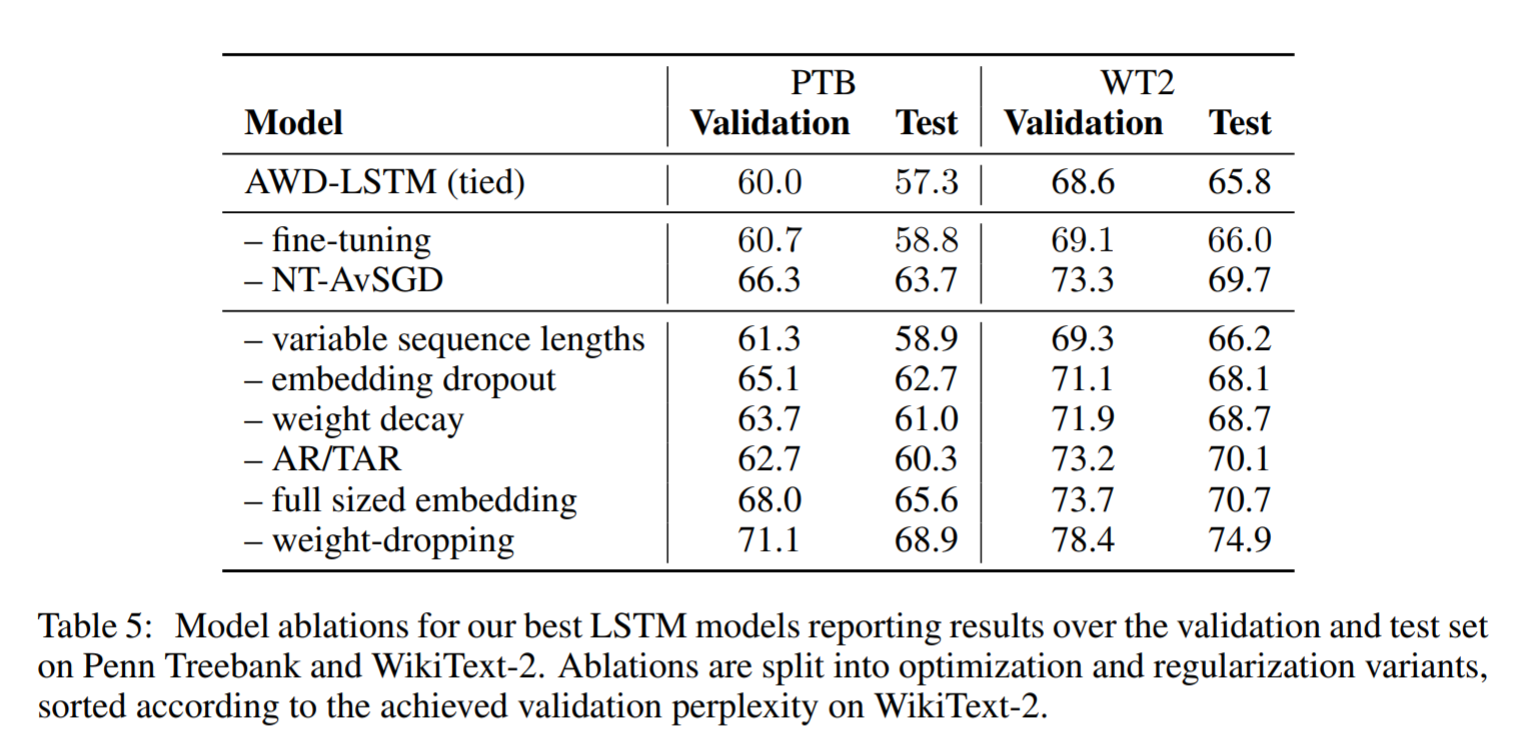 PTB WT2
Model Validation Test Validation Test
AWD-LSTM (tied) 60.0 57.3 68.6 65.8
– fine-tuning 60.7 58.8 69.1 66.0
– NT-AvSGD 66.3 63.7 73.3 69.7
– variable sequence lengths 61.3 58.9 69.3 66.2
– embedding dropout 65.1 62.7 71.1 68.1
– weight decay 63.7 61.0 71.9 68.7
– AR/TAR 62.7 60.3 73.2 70.1
– full sized embedding 68.0 65.6 73.7 70.7
– weight-dropping 71.1 68.9 78.4 74.9
Table 5: Model ablations for our best LSTM models reporting results over the validation and test set
on Penn Treebank and WikiText-2. Ablations are split into optimization and regularization variants,
sorted according to the achieved validation perplexity on WikiText-2.